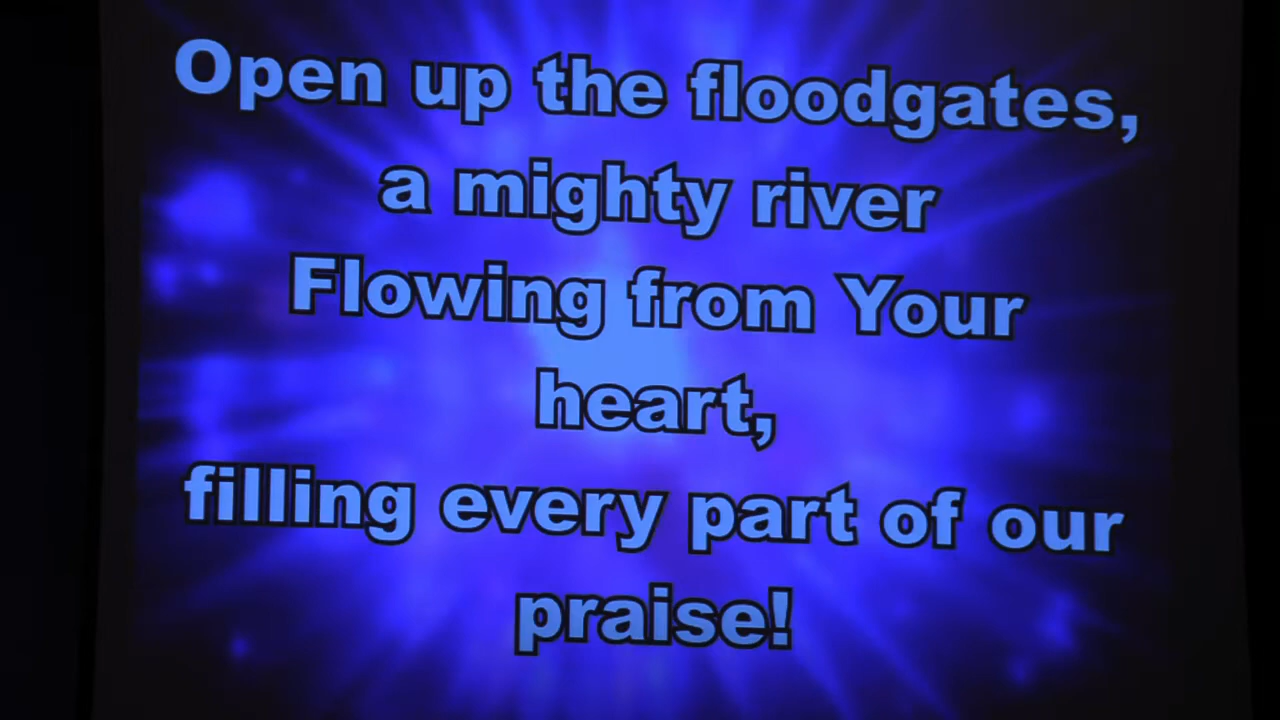 Open up the floodgates,
a mighty river
Flowing from Your
heart,
filling every part of our
praise!